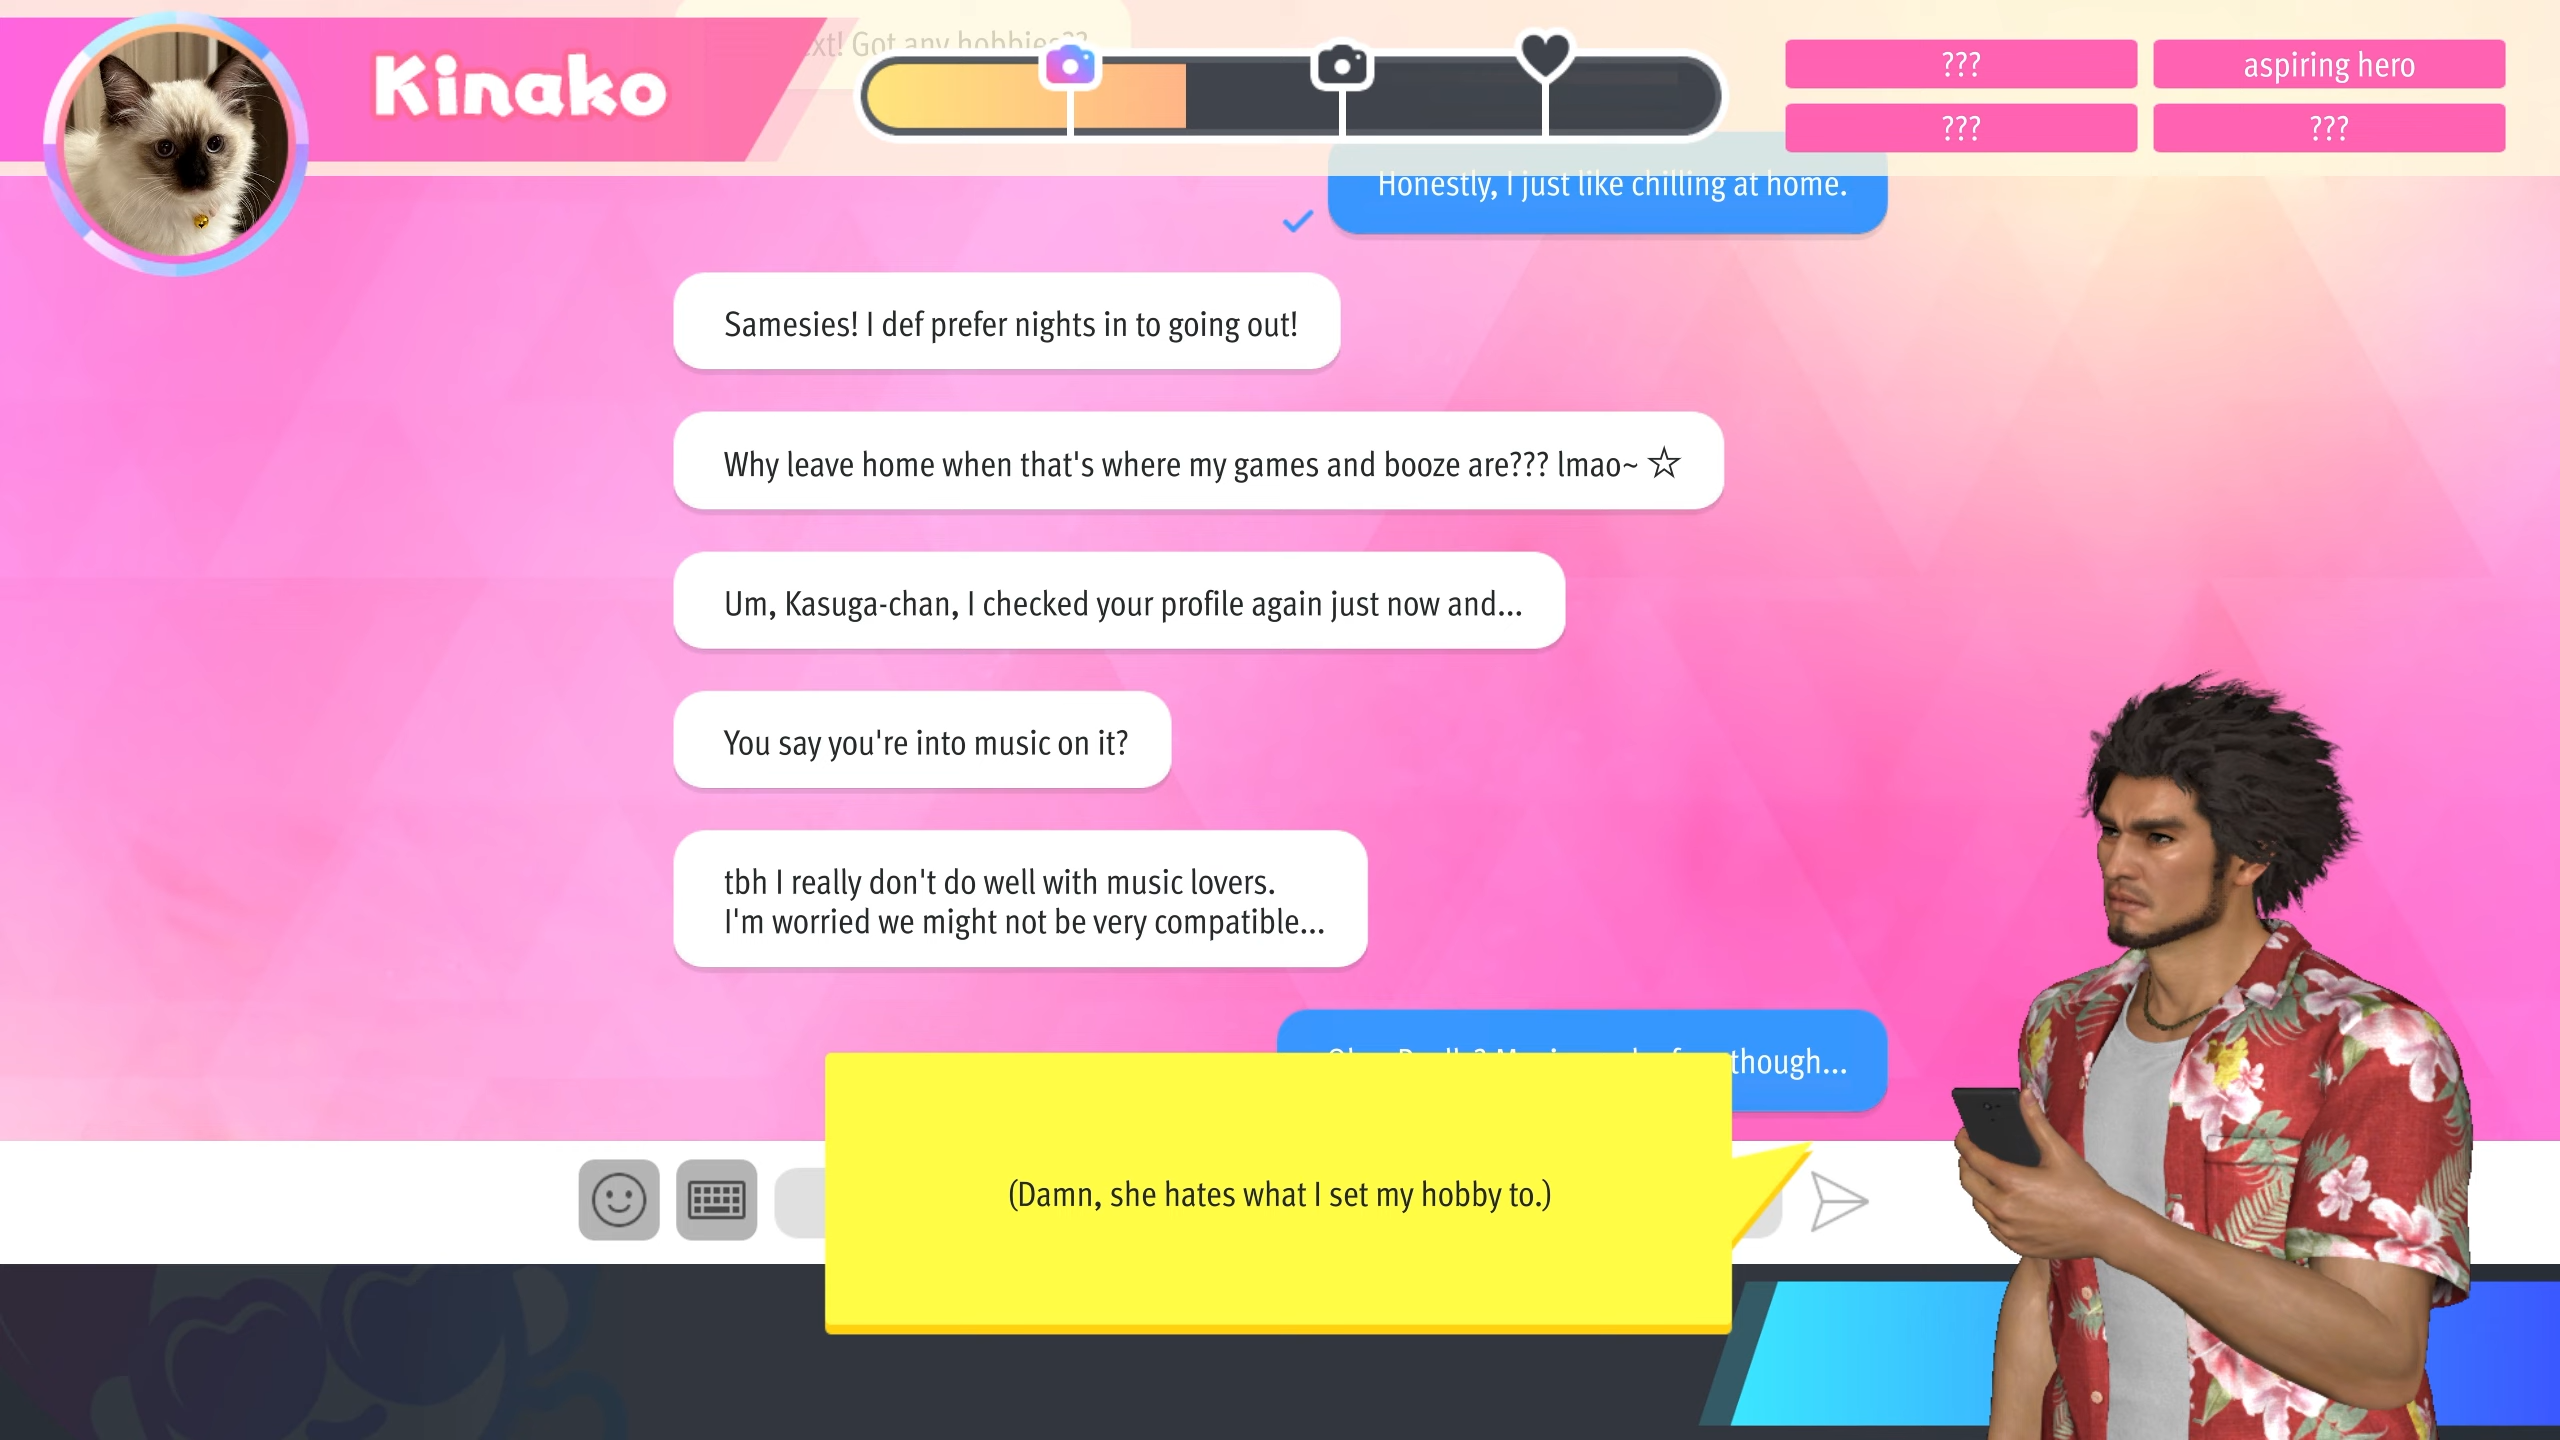 Kinako
Got any hobbies??
???
aspiring hero
???
???
Honestly, I just like chilling at home.
Samesies! I def prefer nights in to going out!
Why leave home when that's where my games and booze are??? lmao~ ☆
Um, Kasuga-chan, I checked your profile again just now and...
You say you're into music on it?
tbh I really don't do well with music lovers.
I'm worried we might not be very compatible...
though...
(Damn, she hates what I set my hobby to.)